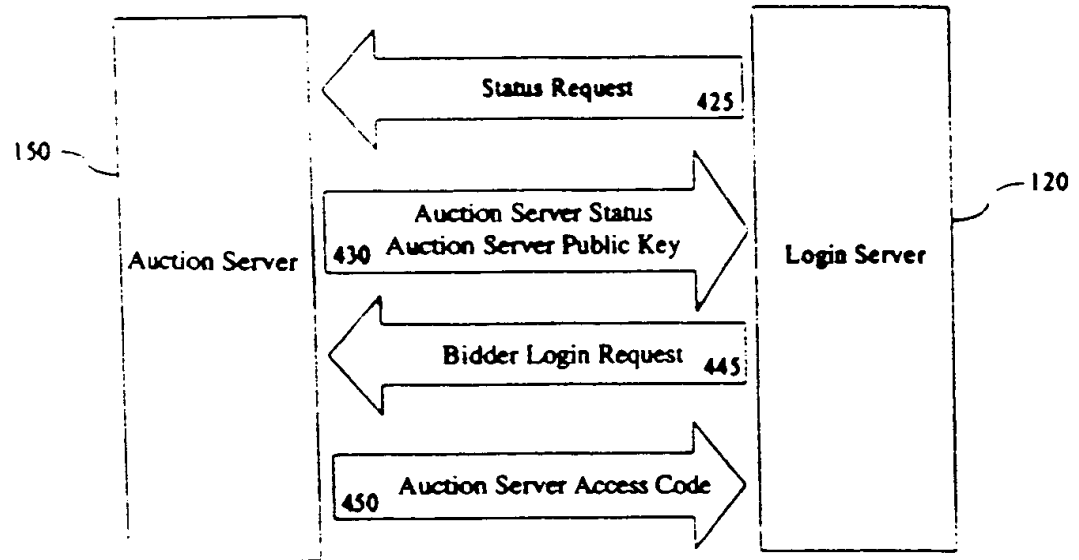 Status Request
425
150
120
Auction Server Status
430 Auction Server Public Key
Auction Server
Login Server
Bidder Login Request
445
450 Auction Server Access Code